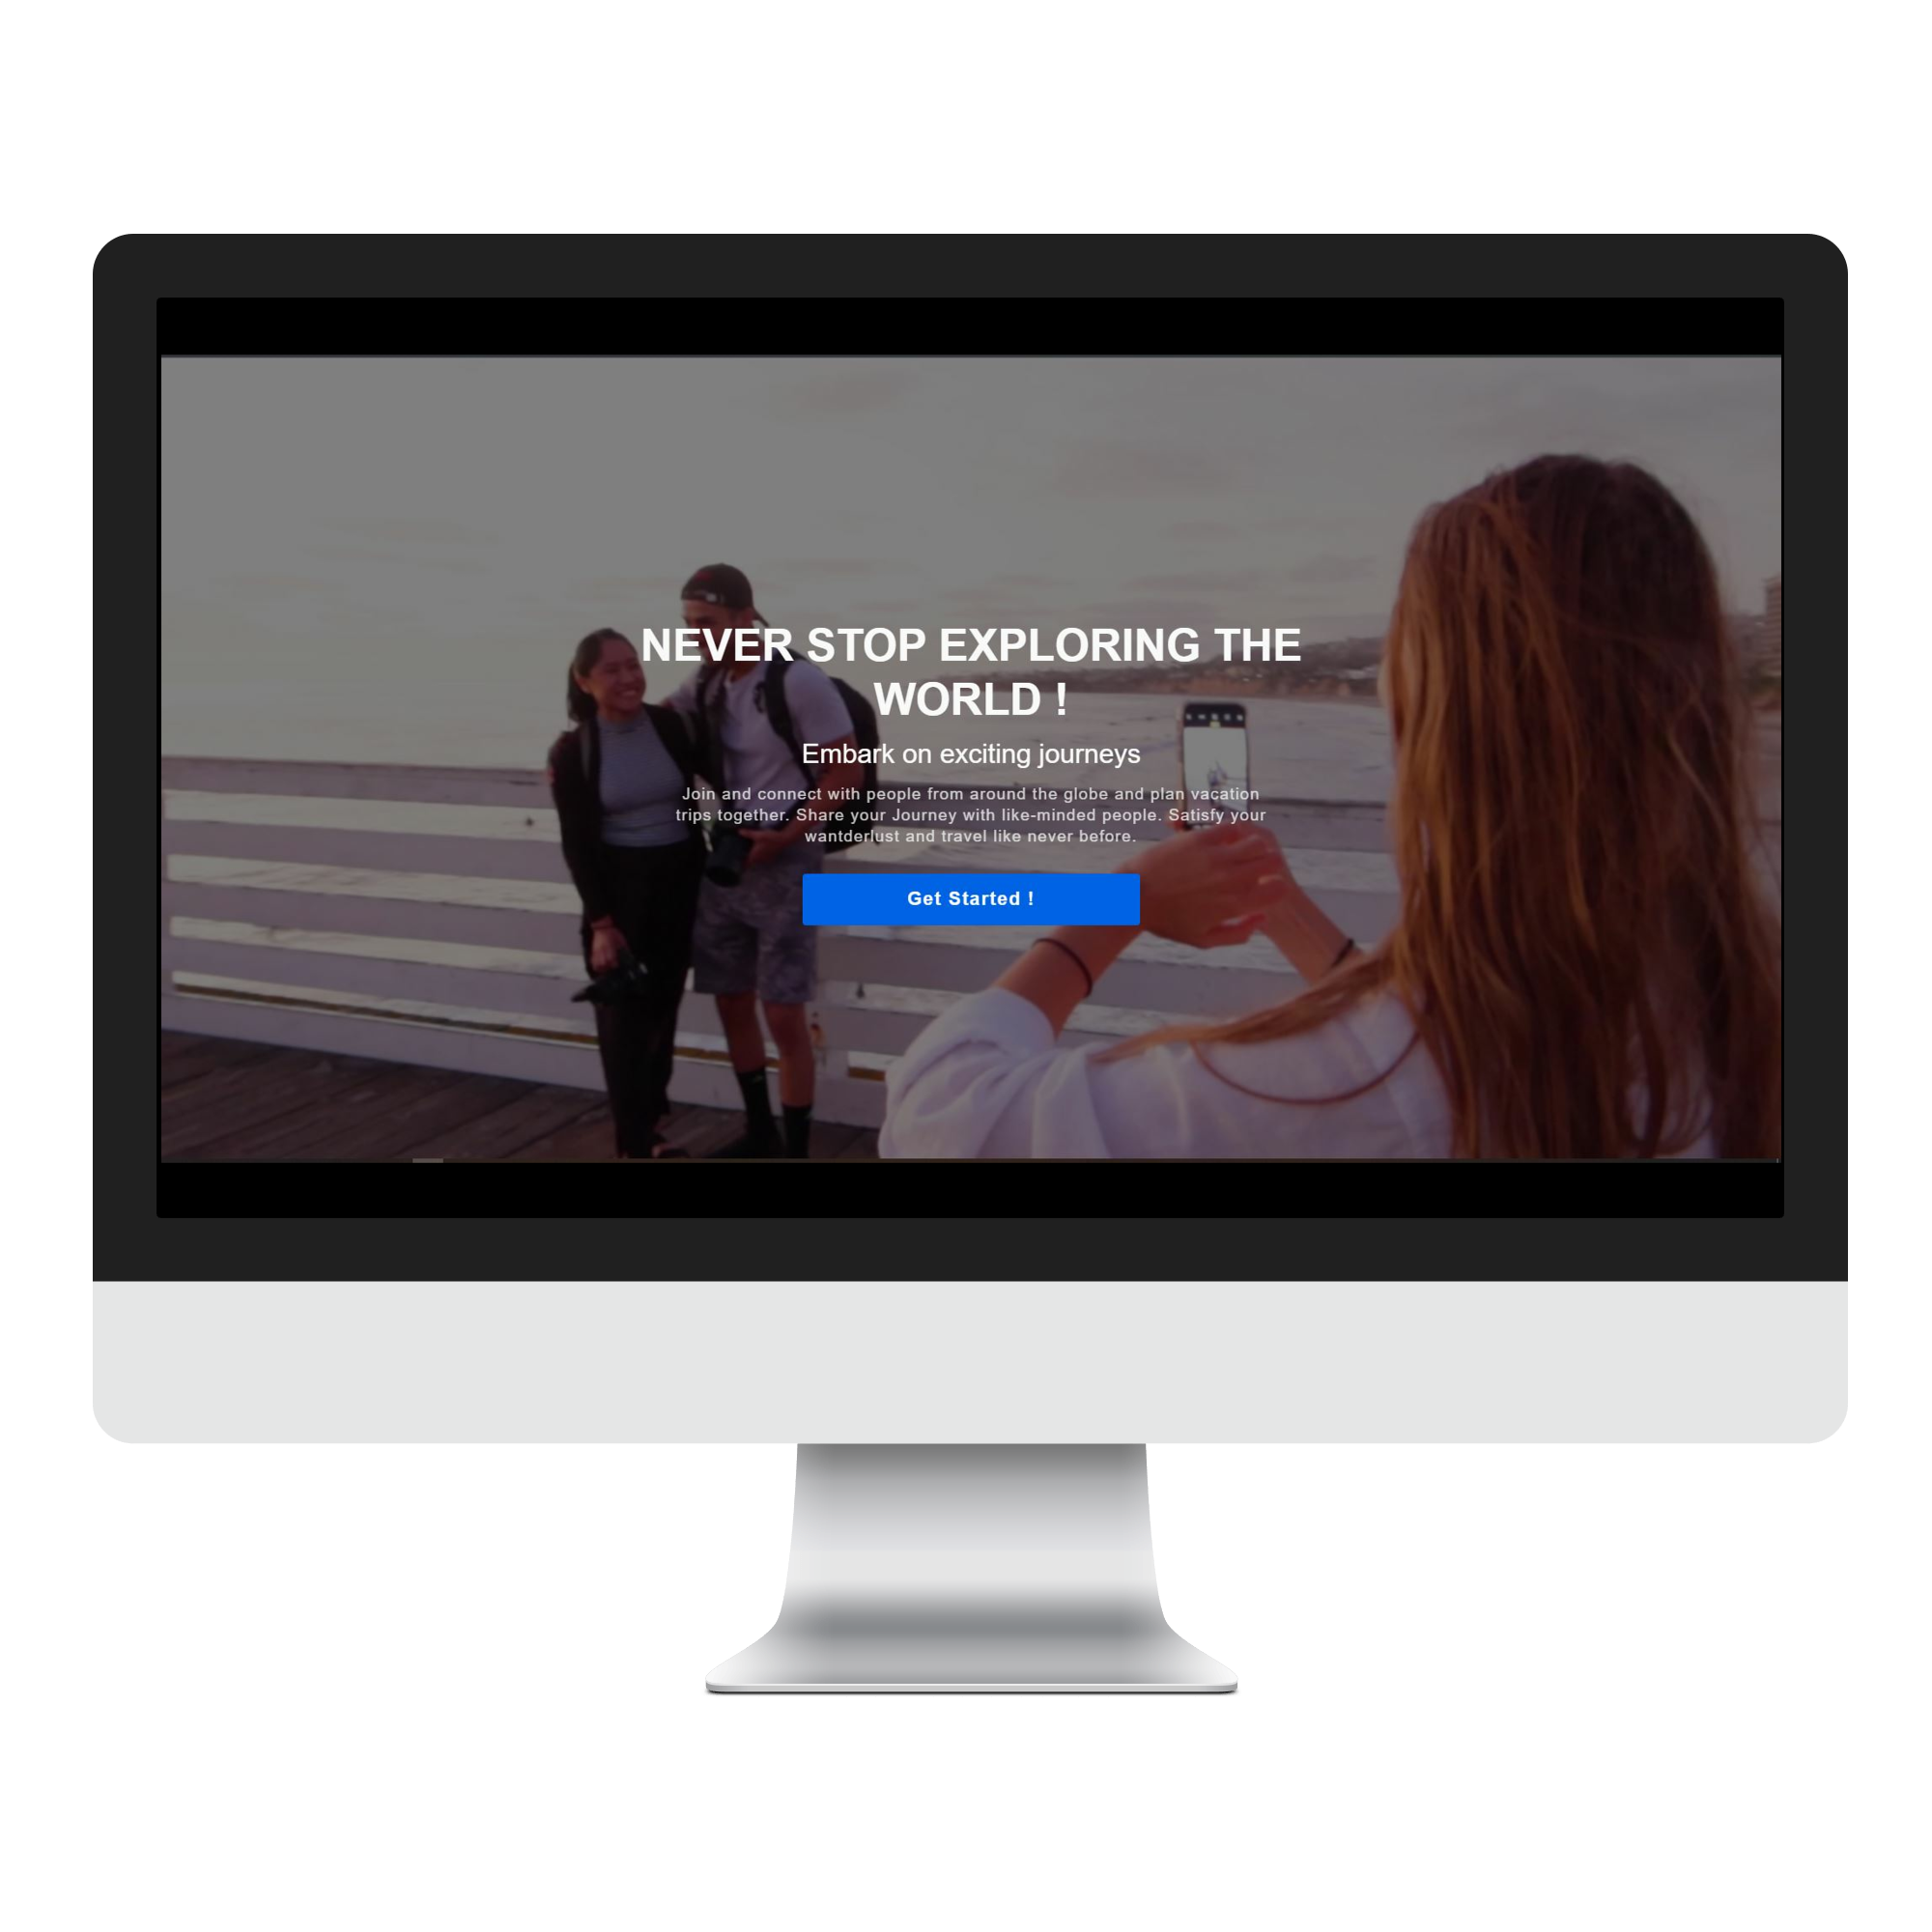 NEVER STOP EXPLORING THE
WORLD !
Embark on exciting journeys
Join and connect with people from around the globe and plan vacation
trips together. Share your Journey with like-minded people. Satisfy your
wantderlust and travel like never before.
Get Started !